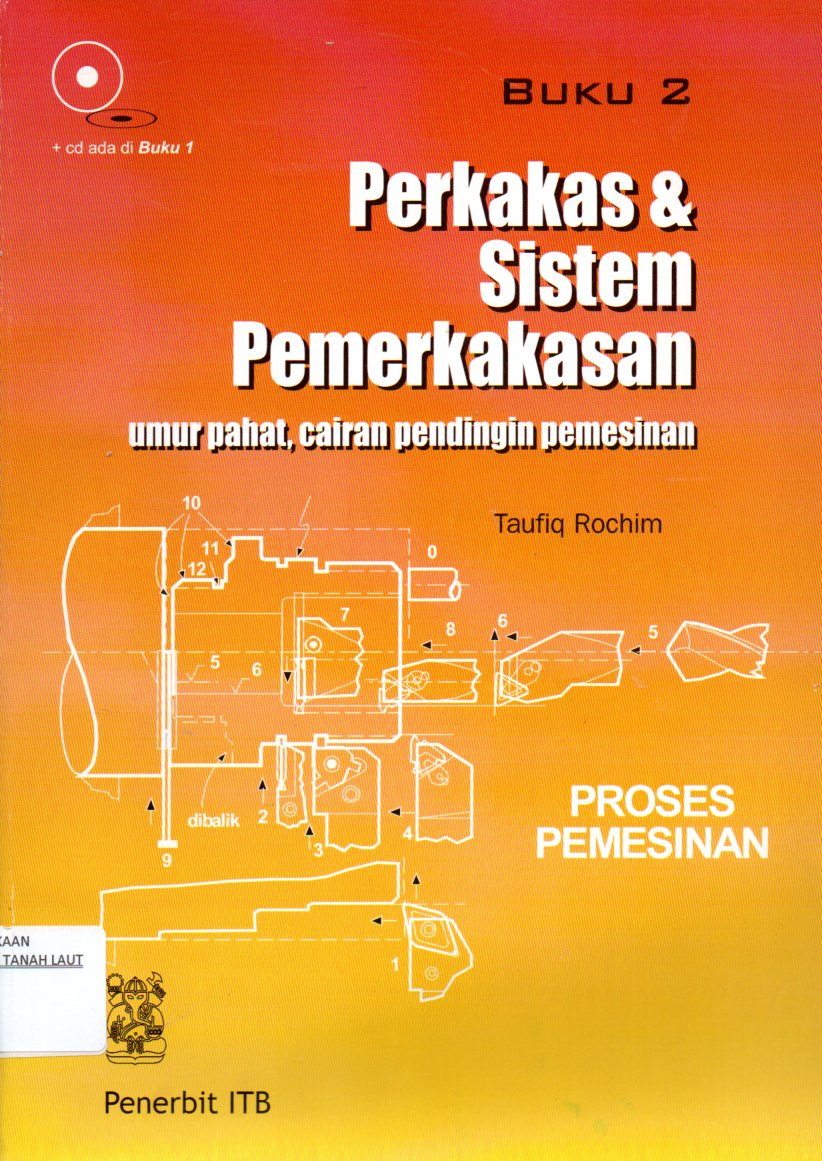 BUKU 2
+ cd ada di Buku 1
Perkakas &
Sistem
Pemerkakasan
umur pahat, cairan pendingin pemesinan
Taufiq Rochim
10
11
12
0
7
8
6
5
5
6
dibalik
2
3
4
9
1
PROSES
PEMESINAN
KAAN
TANAH LAUT
Penerbit ITB